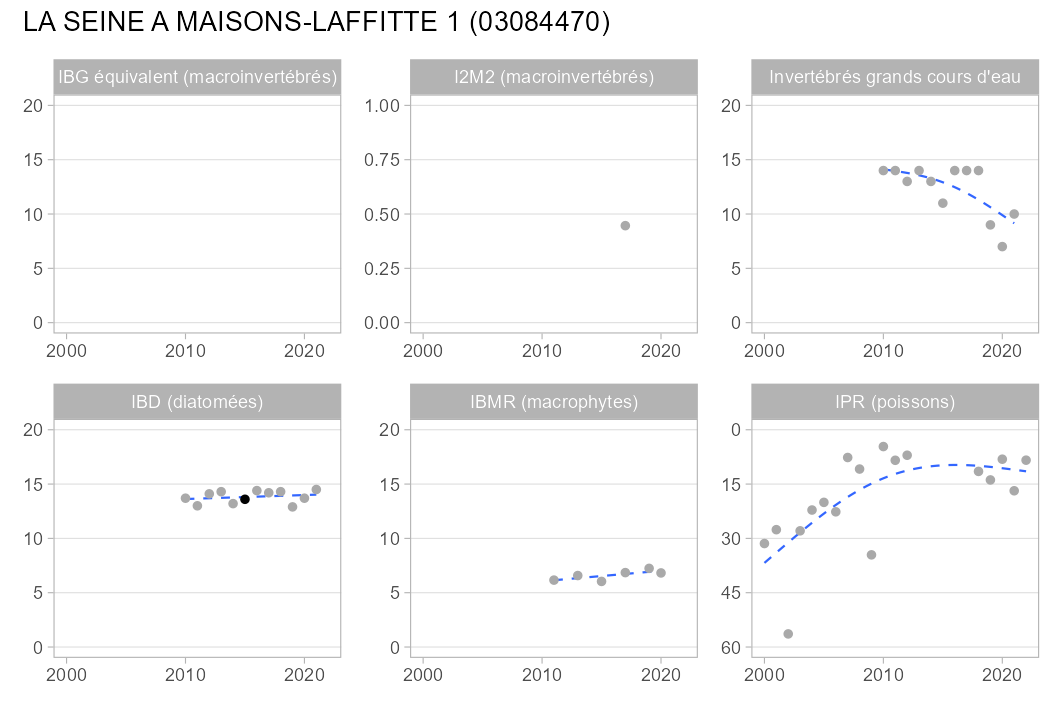 LA SEINE A MAISONS-LAFFITTE 1 (03084470)
IBG équivalent (macroinvertébrés)
20
15
10
5
0
2000 2010 2020
I2M2 (macroinvertébrés)
1.00
0.75
0.50
0.25
0.00
2000 2010 2020
Invertébrés grands cours d'eau
20
15
10
5
0
2000 2010 2020
IBD (diatomées)
20
15
10
5
0
2000 2010 2020
IBMR (macrophytes)
20
15
10
5
0
2000 2010 2020
IPR (poissons)
0
15
30
45
60
2000 2010 2020